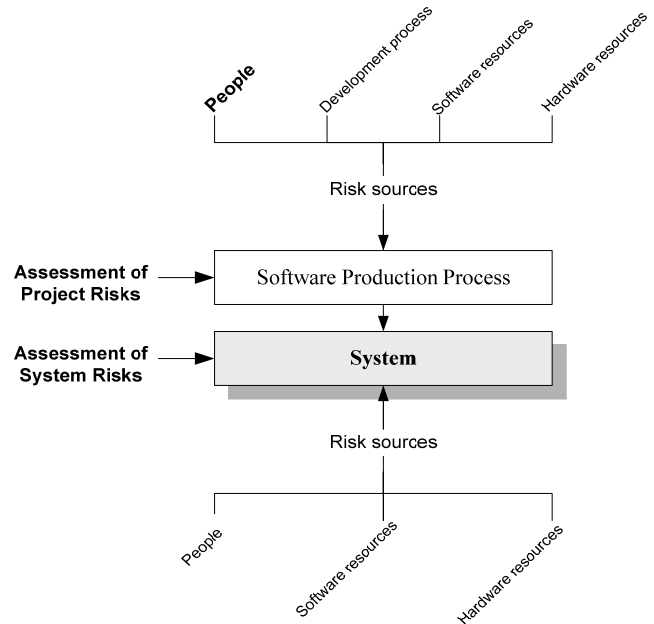 People
Development process
Software resources
Hardware resources
Risk sources
Assessment of
Project Risks
Software Production Process
Assessment of
System Risks
System
Risk sources
People
Software resources
Hardware resources